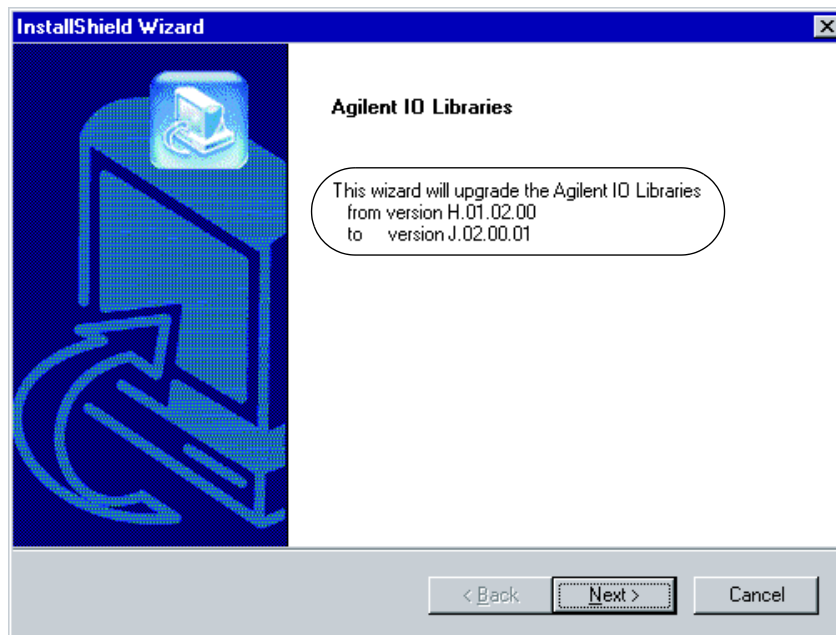 InstallShield Wizard
Agilent IO Libraries
This wizard will upgrade the Agilent IO Libraries
from version H.01.02.00
to version J.02.00.01
< Back
Next >
Cancel